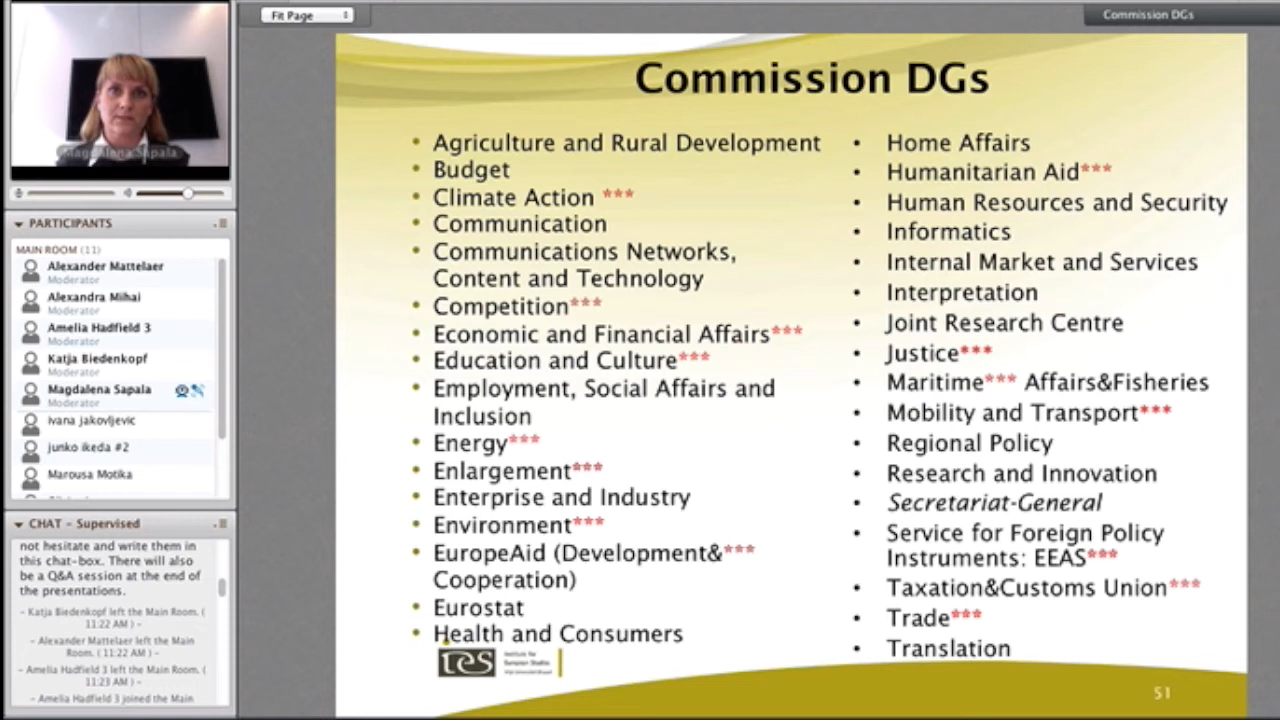 Fit Page
Commission DGs
Magdalena Sapala
PARTICIPANTS
MAIN ROOM (11)
Alexander Mattelaer
Moderator
Alexandra Mihai
Moderator
Amelia Hadfield 3
Moderator
Katja Biedenkopf
Moderator
Magdalena Sapala
Moderator
ivana jakovljevic
junko ikeda #2
Marousa Motika
CHAT - Supervised
not hesitate and write them in
this chat-box. There will also
be a Q&A session at the end of
the presentations.
- Katja Biedenkopf left the Main Room. (
11:22 AM ) -
- Alexander Mattelaer left the Main
Room. ( 11:22 AM ) -
- Amelia Hadfield 3 left the Main Room. (
11:23 AM ) -
- Amelia Hadfield 3 joined the Main
Commission DGs
• Agriculture and Rural Development
• Budget
• Climate Action ***
• Communication
• Communications Networks,
Content and Technology
• Competition***
• Economic and Financial Affairs***
• Education and Culture***
• Employment, Social Affairs and
Inclusion
• Energy***
• Enlargement***
• Enterprise and Industry
• Environment***
• EuropeAid (Development&***
Cooperation)
• Eurostat
• Health and Consumers
• Home Affairs
• Humanitarian Aid***
• Human Resources and Security
• Informatics
• Internal Market and Services
• Interpretation
• Joint Research Centre
• Justice***
• Maritime*** Affairs&Fisheries
• Mobility and Transport***
• Regional Policy
• Research and Innovation
• Secretariat-General
• Service for Foreign Policy
Instruments: EEAS***
• Taxation&Customs Union***
• Trade***
• Translation
ies
Institute for
European Studies
51